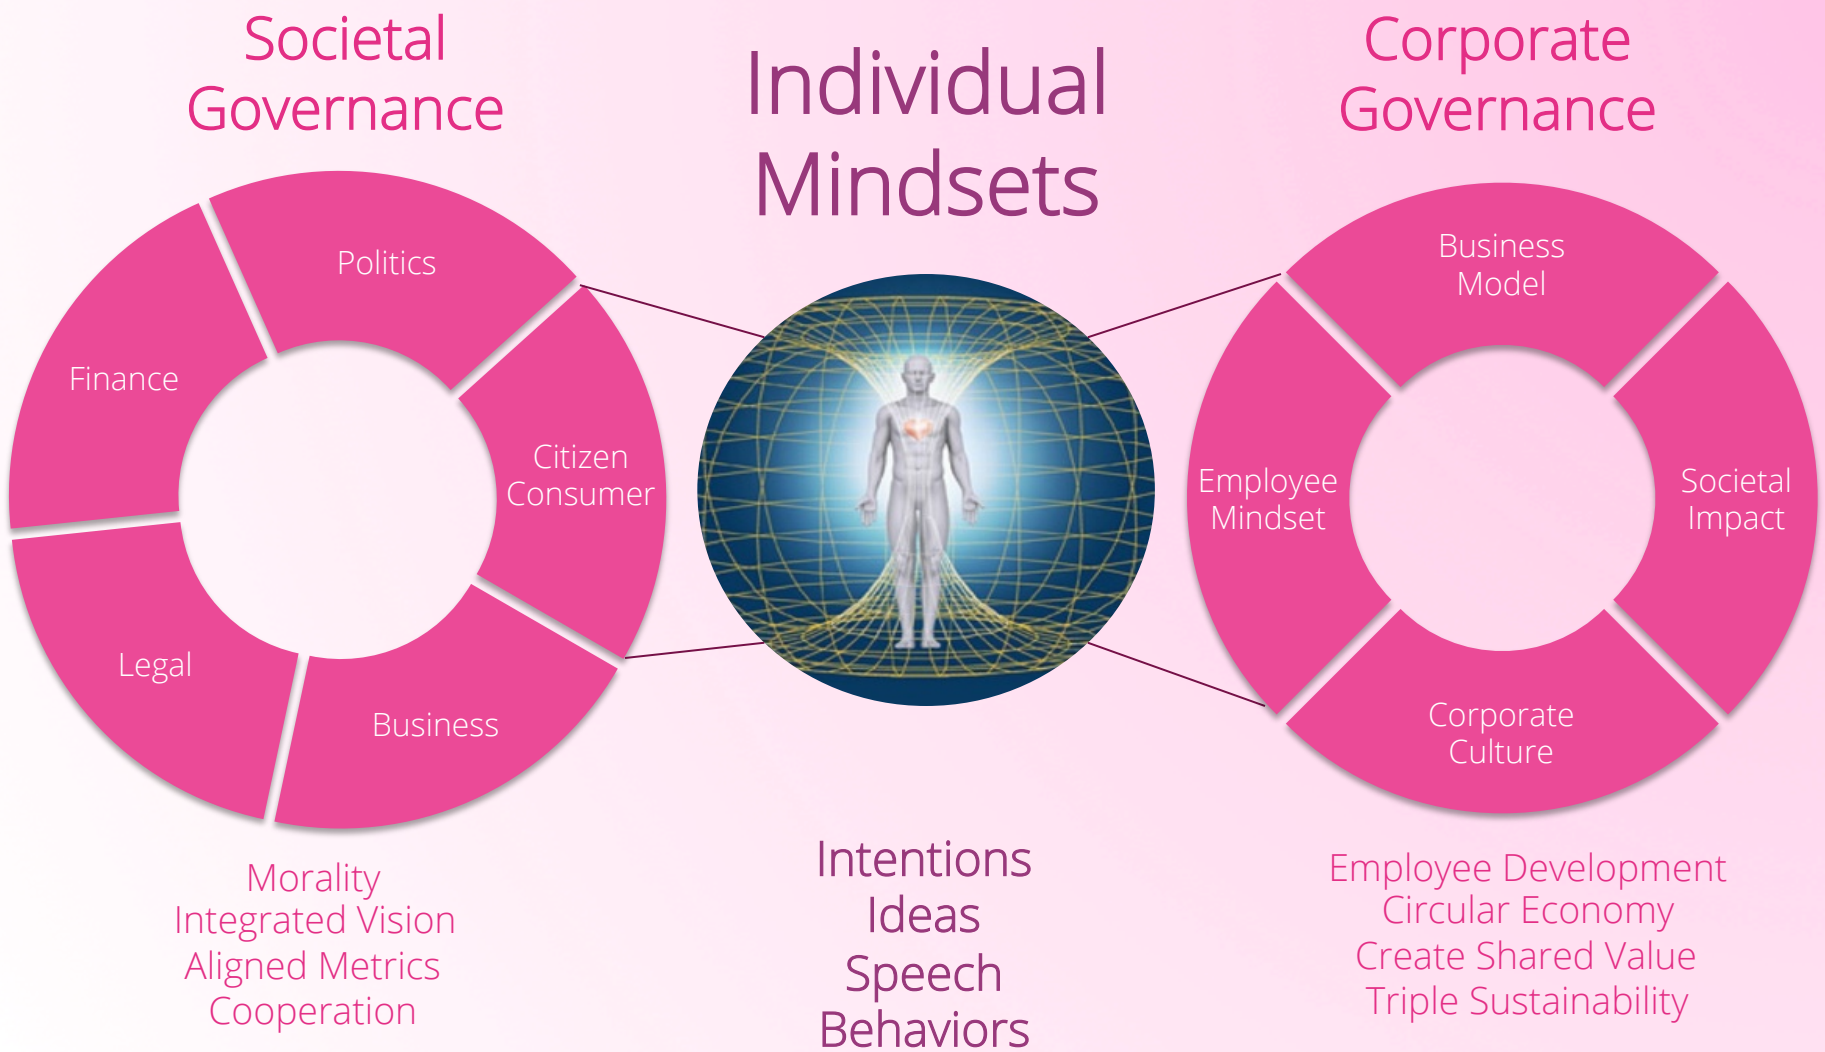 Societal
Governance
Individual
Mindsets
Corporate
Governance
Politics
Finance
Citizen
Consumer
Legal
Business
Business
Model
Employee
Mindset
Societal
Impact
Corporate
Culture
Morality
Integrated Vision
Aligned Metrics
Cooperation
Intentions
Ideas
Speech
Behaviors
Employee Development
Circular Economy
Create Shared Value
Triple Sustainability